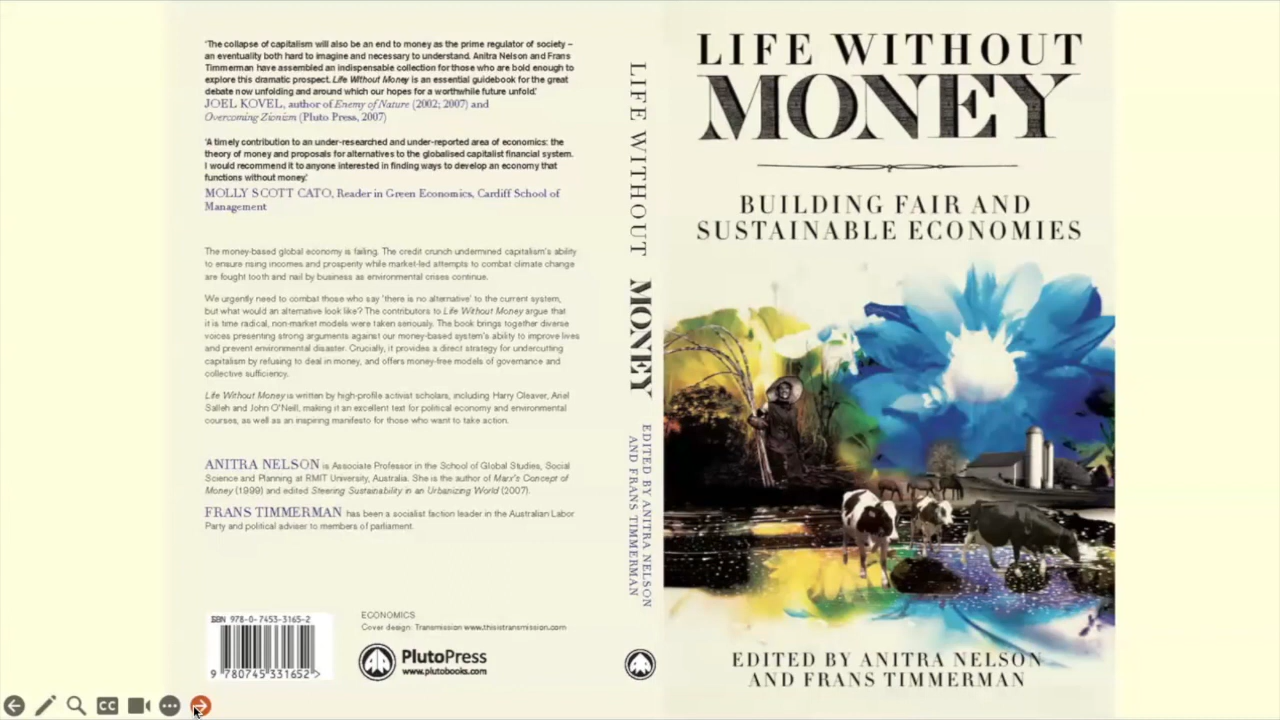 'The collapse of capitalism will also be an end to money as the prime regulator of society –
an eventuality both hard to imagine and necessary to understand. Anitra Nelson and Frans
Timmerman have assembled an indispensable collection for those who are bold enough to
explore this dramatic prospect. Life Without Money is an essential guidebook for the great
debate now unfolding and around which our hopes for a worthwhile future unfold.'
JOEL KOVEL, author of Enemy of Nature (2002; 2007) and
Overcoming Zionism (Pluto Press, 2007)
'A timely contribution to an under-researched and under-reported area of economics: the
theory of money and proposals for alternatives to the globalised capitalist financial system.
I would recommend it to anyone interested in finding ways to develop an economy that
functions without money.'
MOLLY SCOTT CATO, Reader in Green Economics, Cardiff School of
Management
The money-based global economy is failing. The credit crunch undermined capitalism's ability
to ensure rising incomes and prosperity while market-led attempts to combat climate change
are fought tooth and nail by business as environmental crises continue.
We urgently need to combat those who say 'there is no alternative' to the current system,
but what would an alternative look like? The contributors to Life Without Money argue that
it is time radical, non-market models were taken seriously. The book brings together diverse
voices presenting strong arguments against our money-based system's ability to improve lives
and prevent environmental disaster. Crucially, it provides a direct strategy for undercutting
capitalism by refusing to deal in money, and offers money-free models of governance and
collective sufficiency.
Life Without Money is written by high-profile activist scholars, including Harry Cleaver, Ariel
Salleh and John O'Neill, making it an excellent text for political economy and environmental
courses, as well as an inspiring manifesto for those who want to take action.
ANITRA NELSON is Associate Professor in the School of Global Studies, Social
Science and Planning at RMIT University, Australia. She is the author of Marx's Concept of
Money (1999) and edited Steering Sustainability in an Urbanizing World (2007).
FRANS TIMMERMAN has been a socialist faction leader in the Australian Labor
Party and political adviser to members of parliament.
ISBN 978-0-7453-3165-2
9 780745 331652 >
ECONOMICS
Cover design: Transmission www.thisistransmission.com
PlutoPress
www.plutobooks.com
LIFE WITHOUT MONEY
EDITED BY ANITRA NELSON
AND FRANS TIMMERMAN
LIFE WITHOUT
MONEY
BUILDING FAIR AND
SUSTAINABLE ECONOMIES
EDITED BY ANITRA NELSON
AND FRANS TIMMERMAN
CC